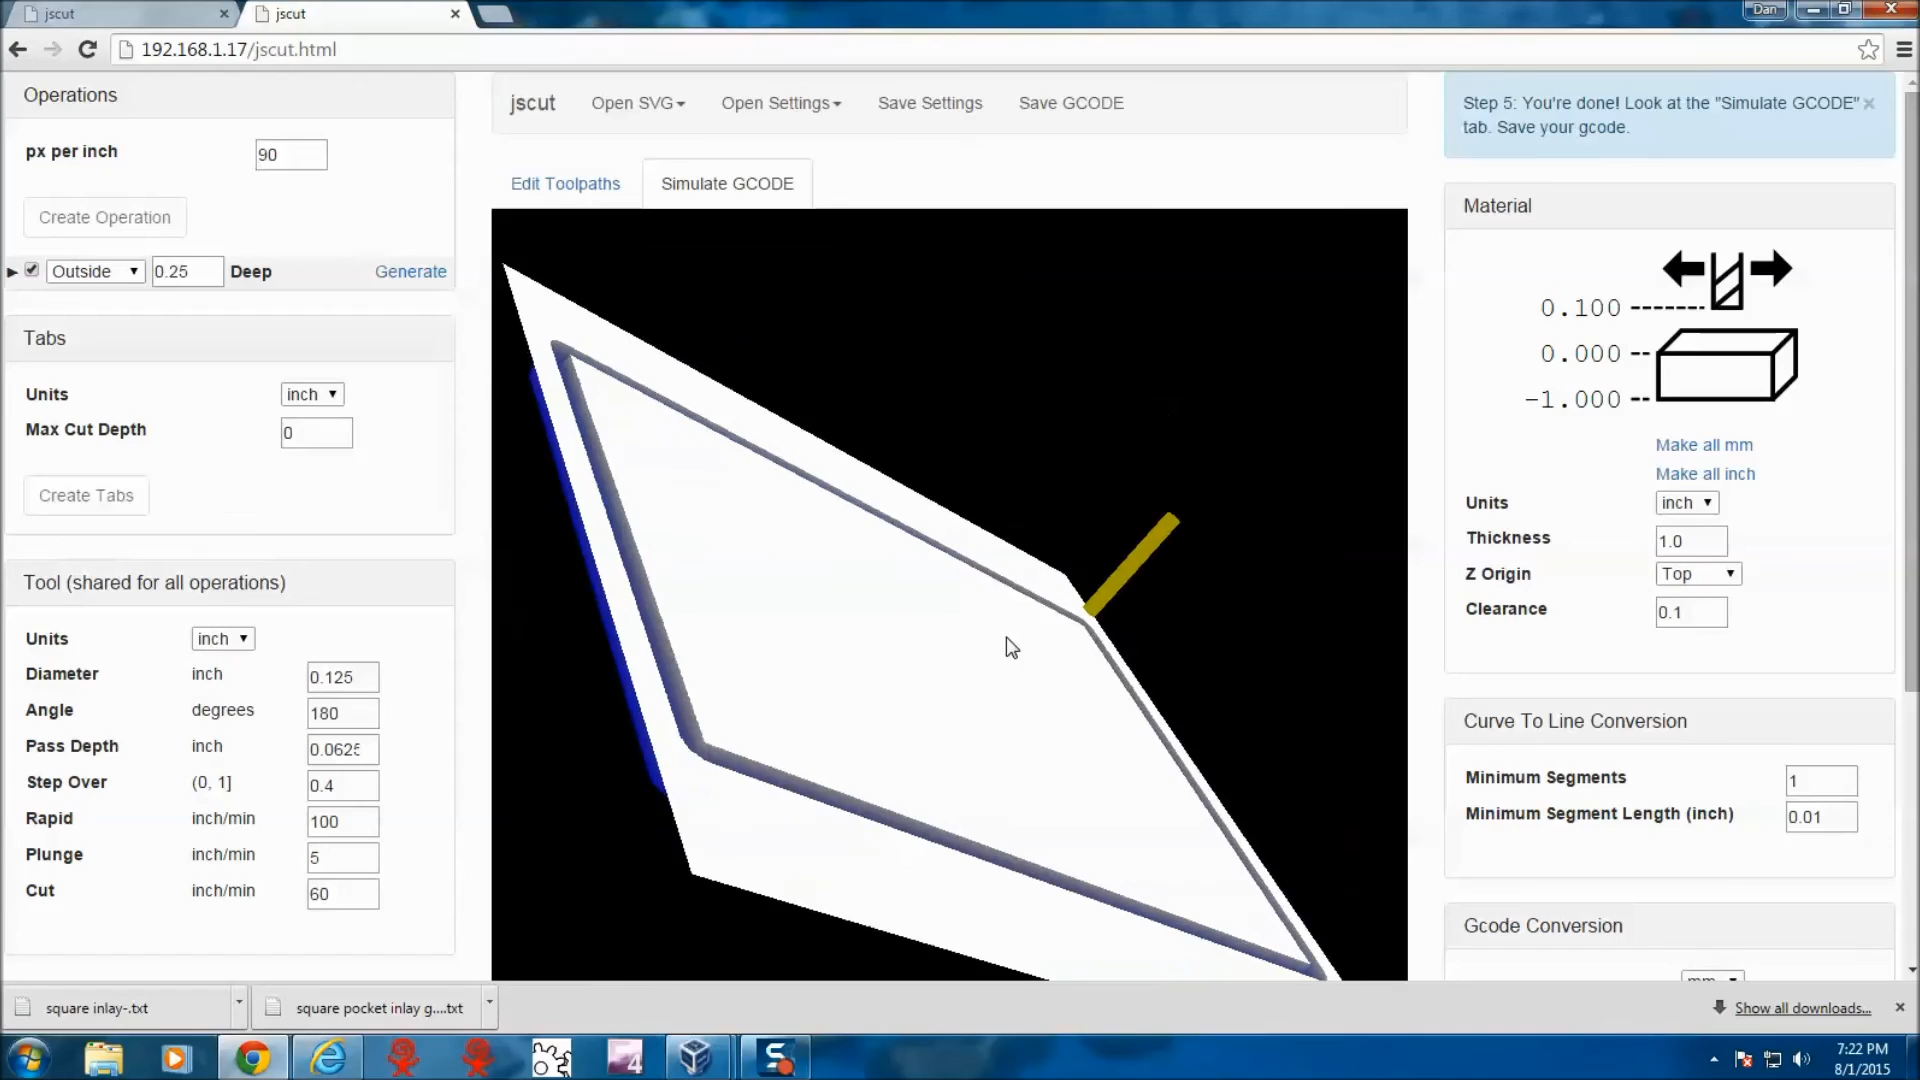 jscut
jscut
Dan
192.168.1.17/jscut.html
Operations
px per inch 90
Create Operation
Outside 0.25 Deep Generate
Tabs
Units inch
Max Cut Depth 0
Create Tabs
Tool (shared for all operations)
Units inch
Diameter inch 0.125
Angle degrees 180
Pass Depth inch 0.0625
Step Over (0, 1] 0.4
Rapid inch/min 100
Plunge inch/min 5
Cut inch/min 60
jscut Open SVG Open Settings Save Settings Save GCODE
Edit Toolpaths Simulate GCODE
Step 5: You're done! Look at the "Simulate GCODE"
tab. Save your gcode.
Material
0.100
0.000
-1.000
Make all mm
Make all inch
Units inch
Thickness 1.0
Z Origin Top
Clearance 0.1
Curve To Line Conversion
Minimum Segments 1
Minimum Segment Length (inch) 0.01
Gcode Conversion
mm
square inlay-.txt
square pocket inlay g....txt
Show all downloads...
4
S
7:22 PM
8/1/2015